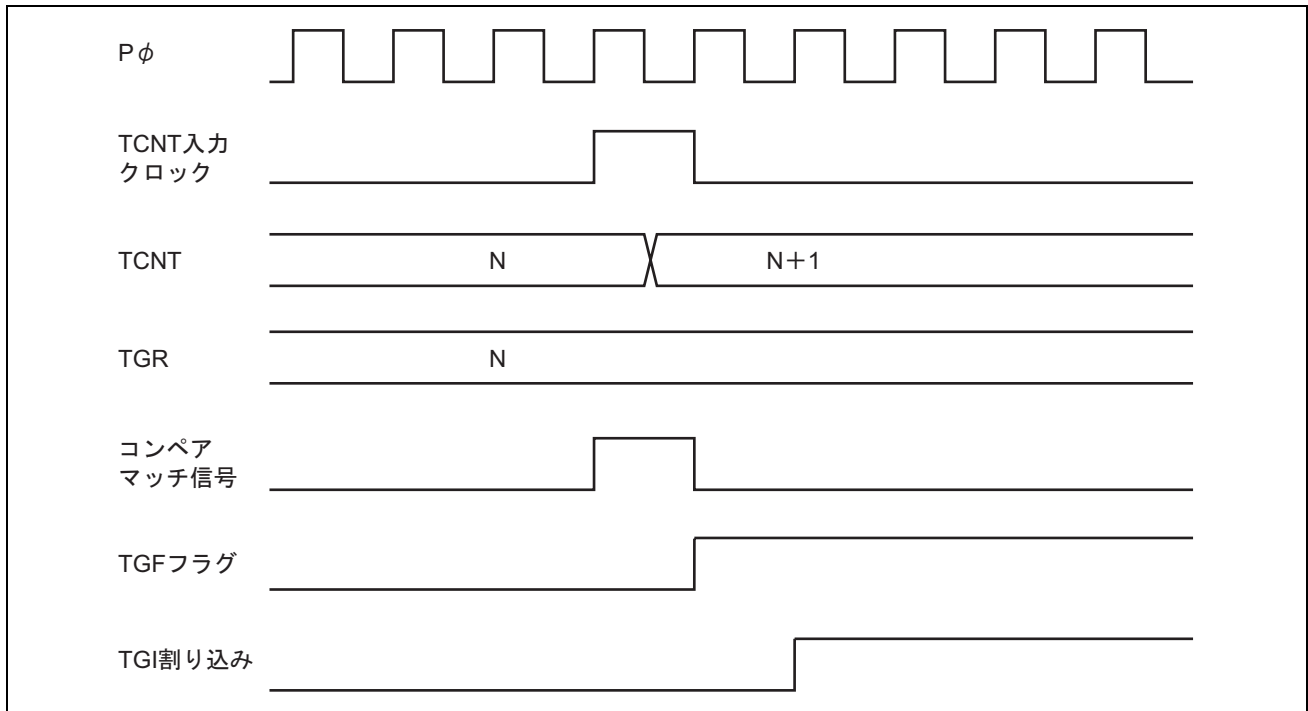 Pφ
TCNT入力
クロック
TCNT
N
N+1
TGR
N
コンペア
マッチ信号
TGFフラグ
TGI割り込み